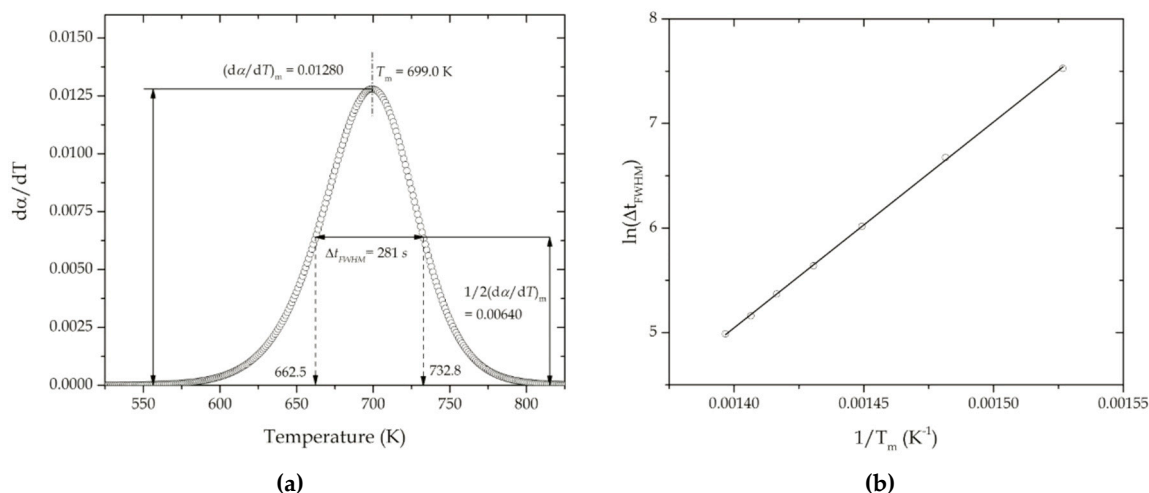 0.0150
0.0125
0.0100
0.0075
0.0050
0.0025
0.0000
dα/dT
(dα/dT)m = 0.01280
Tm = 699.0 K
ΔtFWHM = 281 s
1/2(dα/dT)m
= 0.00640
662.5
732.8
550 600 650 700 750 800
Temperature (K)
(a)
8
7
6
5
ln(ΔtFWHM)
0.00140 0.00145 0.00150 0.00155
1/Tm (K-1)
(b)